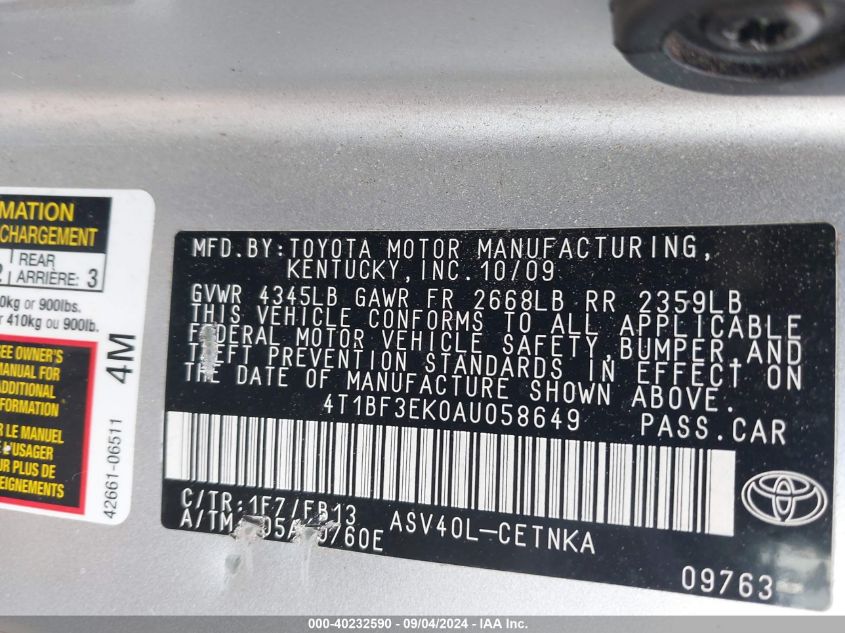 MATION
CHARGEMENT
REAR
ARRIÈRE: 3
0kg or 900lbs.
r 410kg ou 900lb.
EE OWNER'S
MANUAL FOR
ADDITIONAL
FORMATION
R LE MANUEL
L'USAGER
UR PLUS DE
EIGNEMENTS
4M
42661-06511
MFD.BY:TOYOTA MOTOR MANUFACTURING,
KENTUCKY,INC.10/09
GVWR 4345LB GAWR FR 2668LB RR 2359LB
THIS VEHICLE CONFORMS TO ALL APPLICABLE
FEDERAL MOTOR VEHICLE SAFETY,BUMPER,AND
THEFT PREVENTION STANDARDS IN EFFECT ON
THE DATE OF MANUFACTURE SHOWN ABOVE.
4T1BF3EK0AU058649 PASS.CAR
C/TR:1F7/FB13
A/TM 05A 0760E
ASV40L-CETNKA
09763
000-40232590 - 09/04/2024 - IAA Inc.